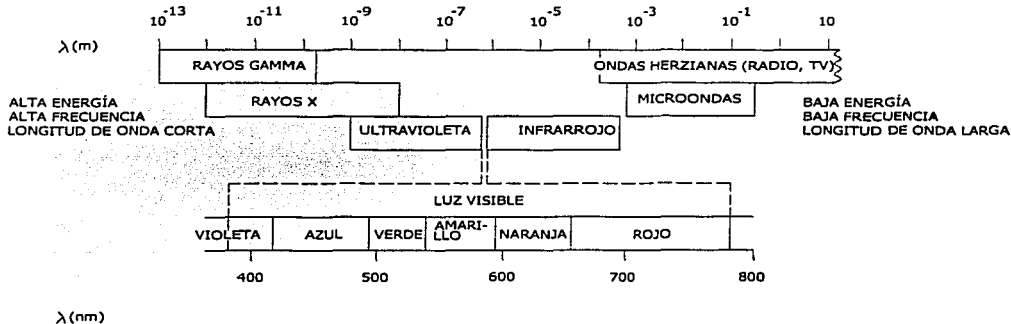 10-13 10-11 10-9 10-7 10-5 10-3 10-1 10
λ(m)
RAYOS GAMMA
ONDAS HERZIANAS (RADIO, TV)
RAYOS X
MICROONDAS
ALTA ENERGÍA
ALTA FRECUENCIA
LONGITUD DE ONDA CORTA
BAJA ENERGÍA
BAJA FRECUENCIA
LONGITUD DE ONDA LARGA
ULTRAVIOLETA
INFRARROJO
LUZ VISIBLE
VIOLETA
AZUL
VERDE
AMARI-
LLO
NARANJA
ROJO
400 500 600 700 800
λ(nm)